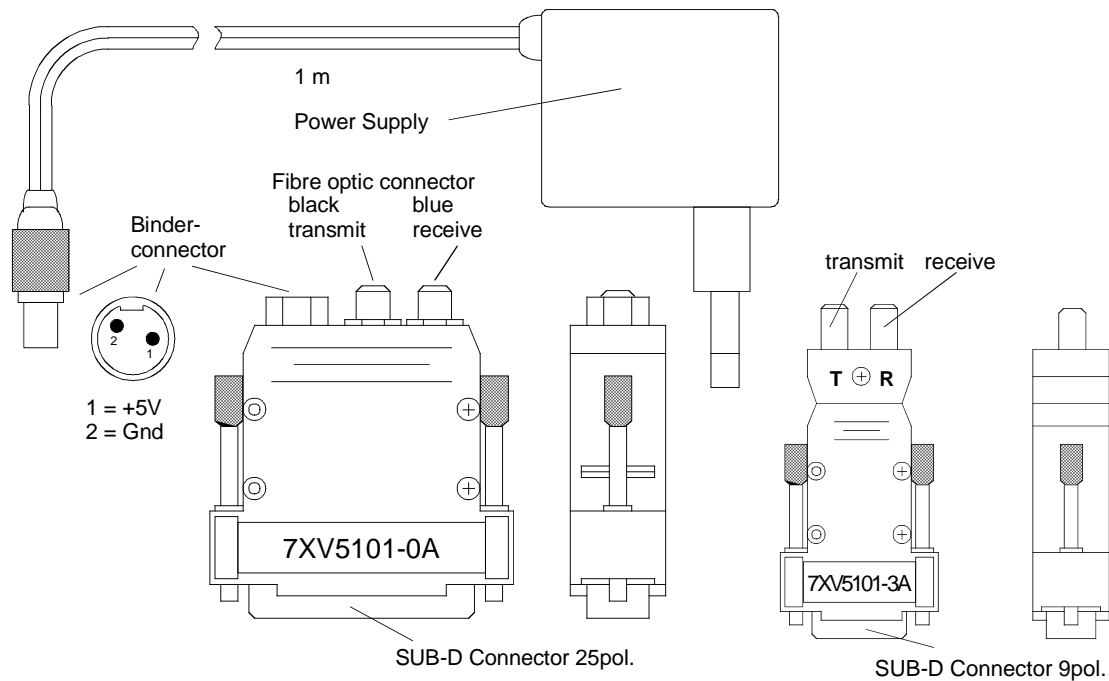 1 m
Power Supply
Fibre optic connector
black blue
transmit receive
Binder-
connector
transmit receive
2
1
T R
1 = +5V
2 = Gnd
7XV5101-0A
7XV5101-3A
SUB-D Connector 25pol.
SUB-D Connector 9pol.